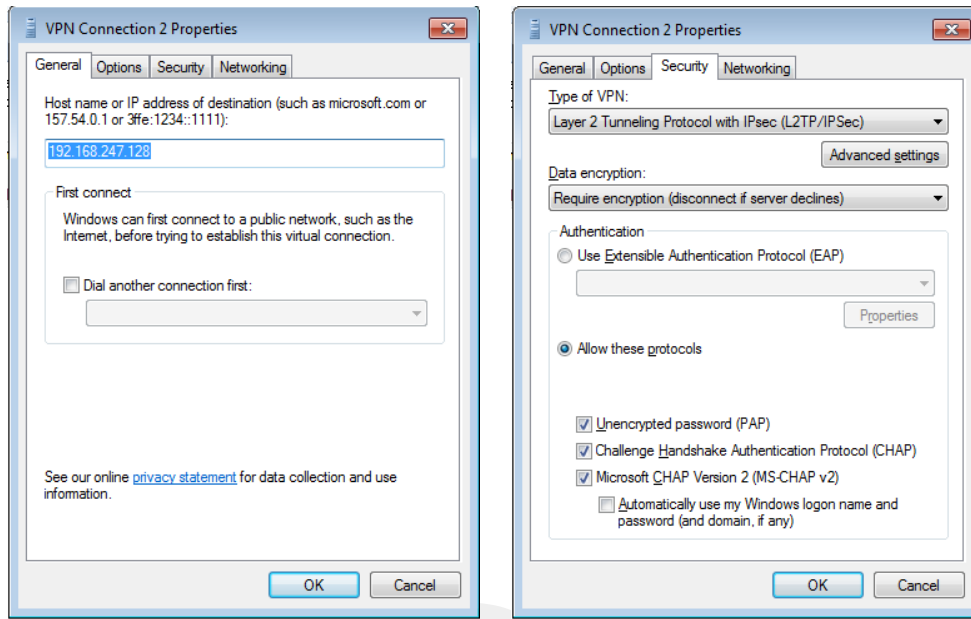 VPN Connection 2 Properties
General Options Security Networking
Host name or IP address of destination (such as microsoft.com or
157.54.0.1 or 3ffe:1234::1111):
192.168.247.128
First connect
Windows can first connect to a public network, such as the
Internet, before trying to establish this virtual connection.
Dial another connection first:
See our online privacy statement for data collection and use
information.
OK Cancel
VPN Connection 2 Properties
General Options Security Networking
Type of VPN:
Layer 2 Tunneling Protocol with IPsec (L2TP/IPSec)
Advanced settings
Data encryption:
Require encryption (disconnect if server declines)
Authentication
Use Extensible Authentication Protocol (EAP)
Properties
Allow these protocols
Unencrypted password (PAP)
Challenge Handshake Authentication Protocol (CHAP)
Microsoft CHAP Version 2 (MS-CHAP v2)
Automatically use my Windows logon name and
password (and domain, if any)
OK Cancel